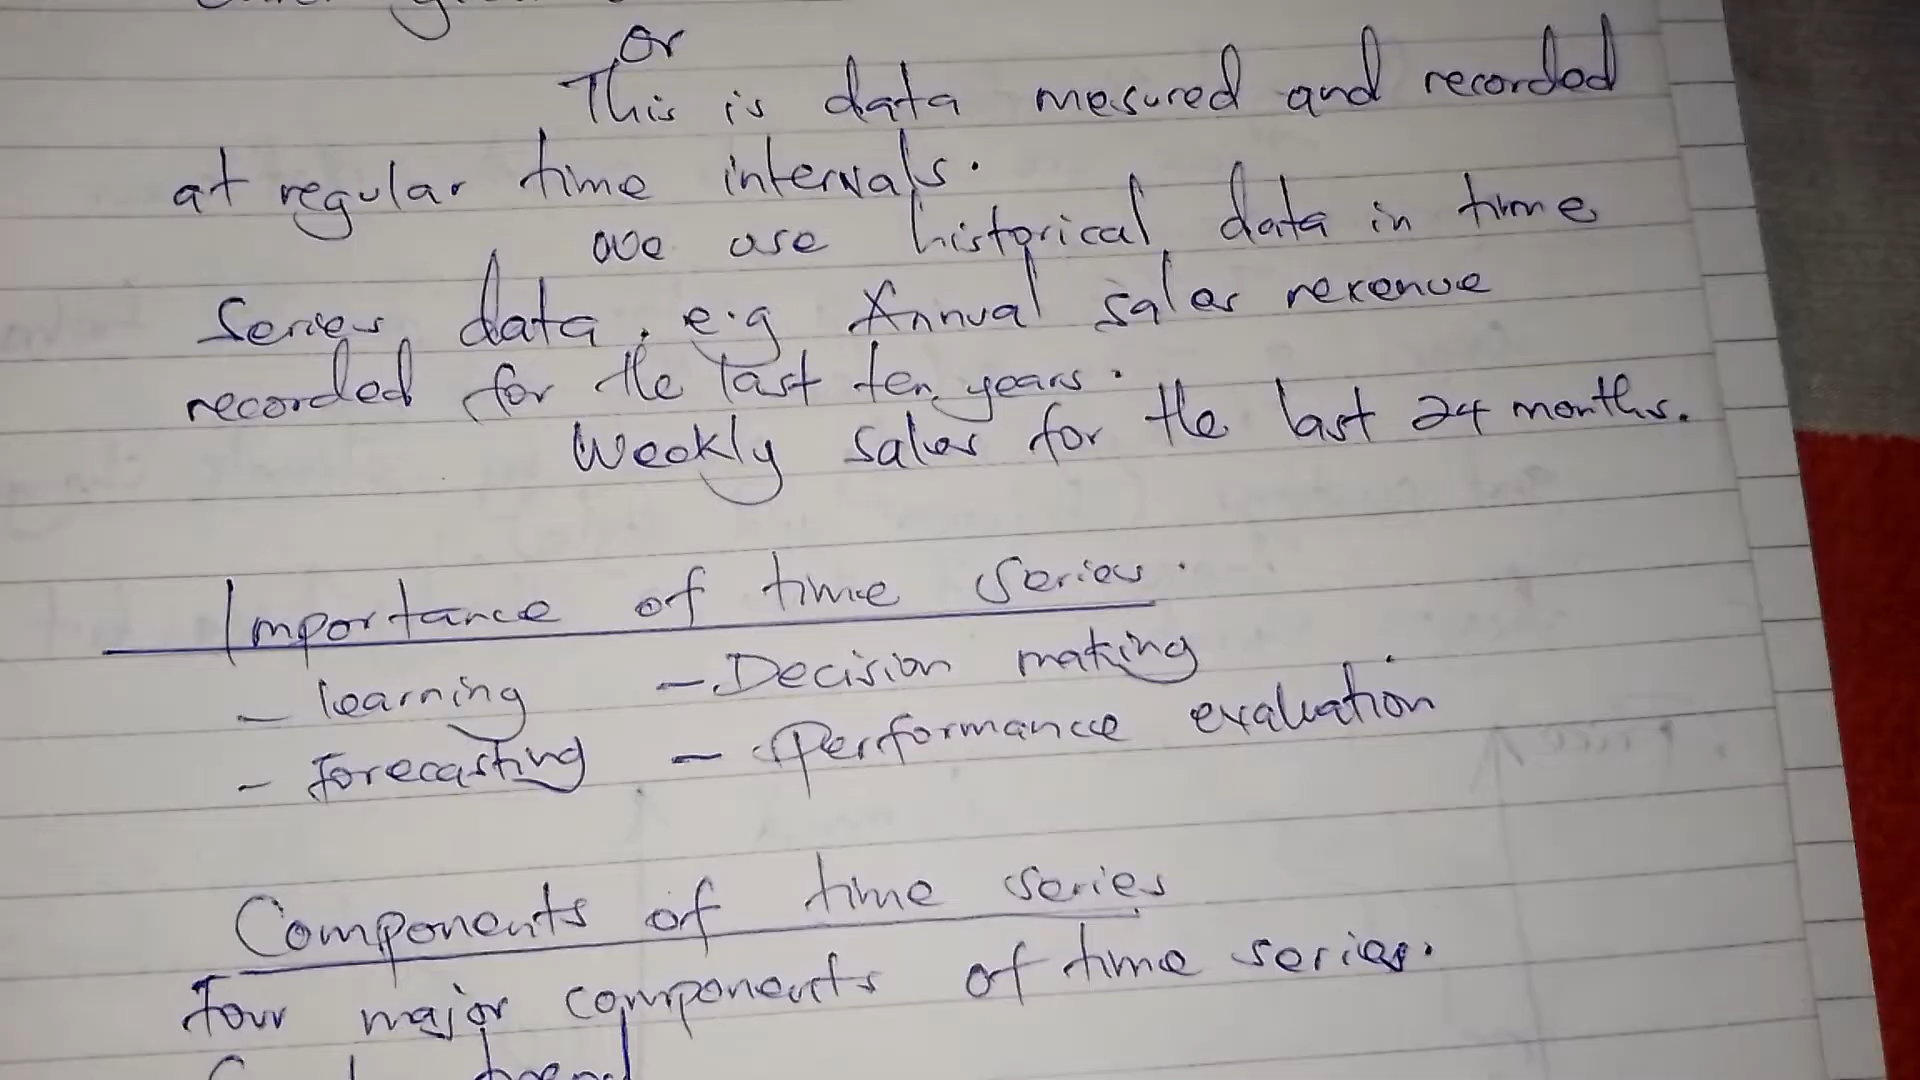 or
This is data mesured and recorded
at regular time intervals.
we use historical data in time
Series data. e.g Annual sales revenue
recorded for the last ten years.
Weekly sales for the last 24 months.
Importance of time series.
- learning - Decision making
- Forecasting - Performance evaluation
Components of time series
Four major components of time series.
trend